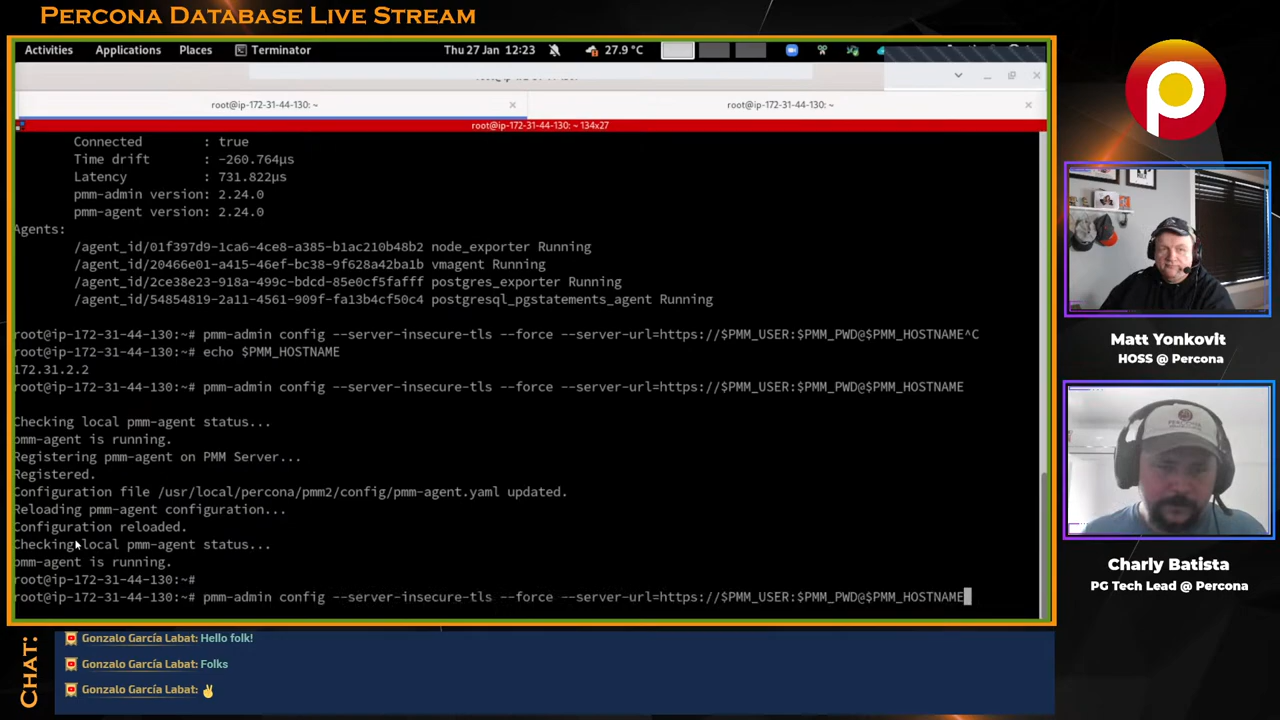 PERCONA DATABASE LIVE STREAM
Activities Applications Places Terminator Thu 27 Jan 12:23 27.9 °C
root@ip-172-31-44-130: ~ root@ip-172-31-44-130: ~
root@ip-172-31-44-130: ~ 134x27
Connected : true
Time drift : -260.764µs
Latency : 731.822µs
pmm-admin version: 2.24.0
pmm-agent version: 2.24.0
Agents:
/agent_id/01f397d9-1ca6-4ce8-a385-b1ac210b48b2 node_exporter Running
/agent_id/20466e01-a415-46ef-bc38-9f628a42ba1b vmagent Running
/agent_id/2ce38e23-918a-499c-bdcd-85e0cf5fafff postgres_exporter Running
/agent_id/54854819-2a11-4561-909f-fa13b4cf50c4 postgresql_pgstatements_agent Running
root@ip-172-31-44-130:~# pmm-admin config --server-insecure-tls --force --server-url=https://$PMM_USER:$PMM_PWD@$PMM_HOSTNAME^C
root@ip-172-31-44-130:~# echo $PMM_HOSTNAME
172.31.2.2
root@ip-172-31-44-130:~# pmm-admin config --server-insecure-tls --force --server-url=https://$PMM_USER:$PMM_PWD@$PMM_HOSTNAME
Checking local pmm-agent status...
pmm-agent is running.
Registering pmm-agent on PMM Server...
Registered.
Configuration file /usr/local/percona/pmm2/config/pmm-agent.yaml updated.
Reloading pmm-agent configuration...
Configuration reloaded.
Checking local pmm-agent status...
pmm-agent is running.
root@ip-172-31-44-130:~#
root@ip-172-31-44-130:~# pmm-admin config --server-insecure-tls --force --server-url=https://$PMM_USER:$PMM_PWD@$PMM_HOSTNAME
Matt Yonkovit
HOSS @ Percona
Charly Batista
PG Tech Lead @ Percona
CHAT:
Gonzalo García Labat: Hello folk!
Gonzalo García Labat: Folks
Gonzalo García Labat: ✌